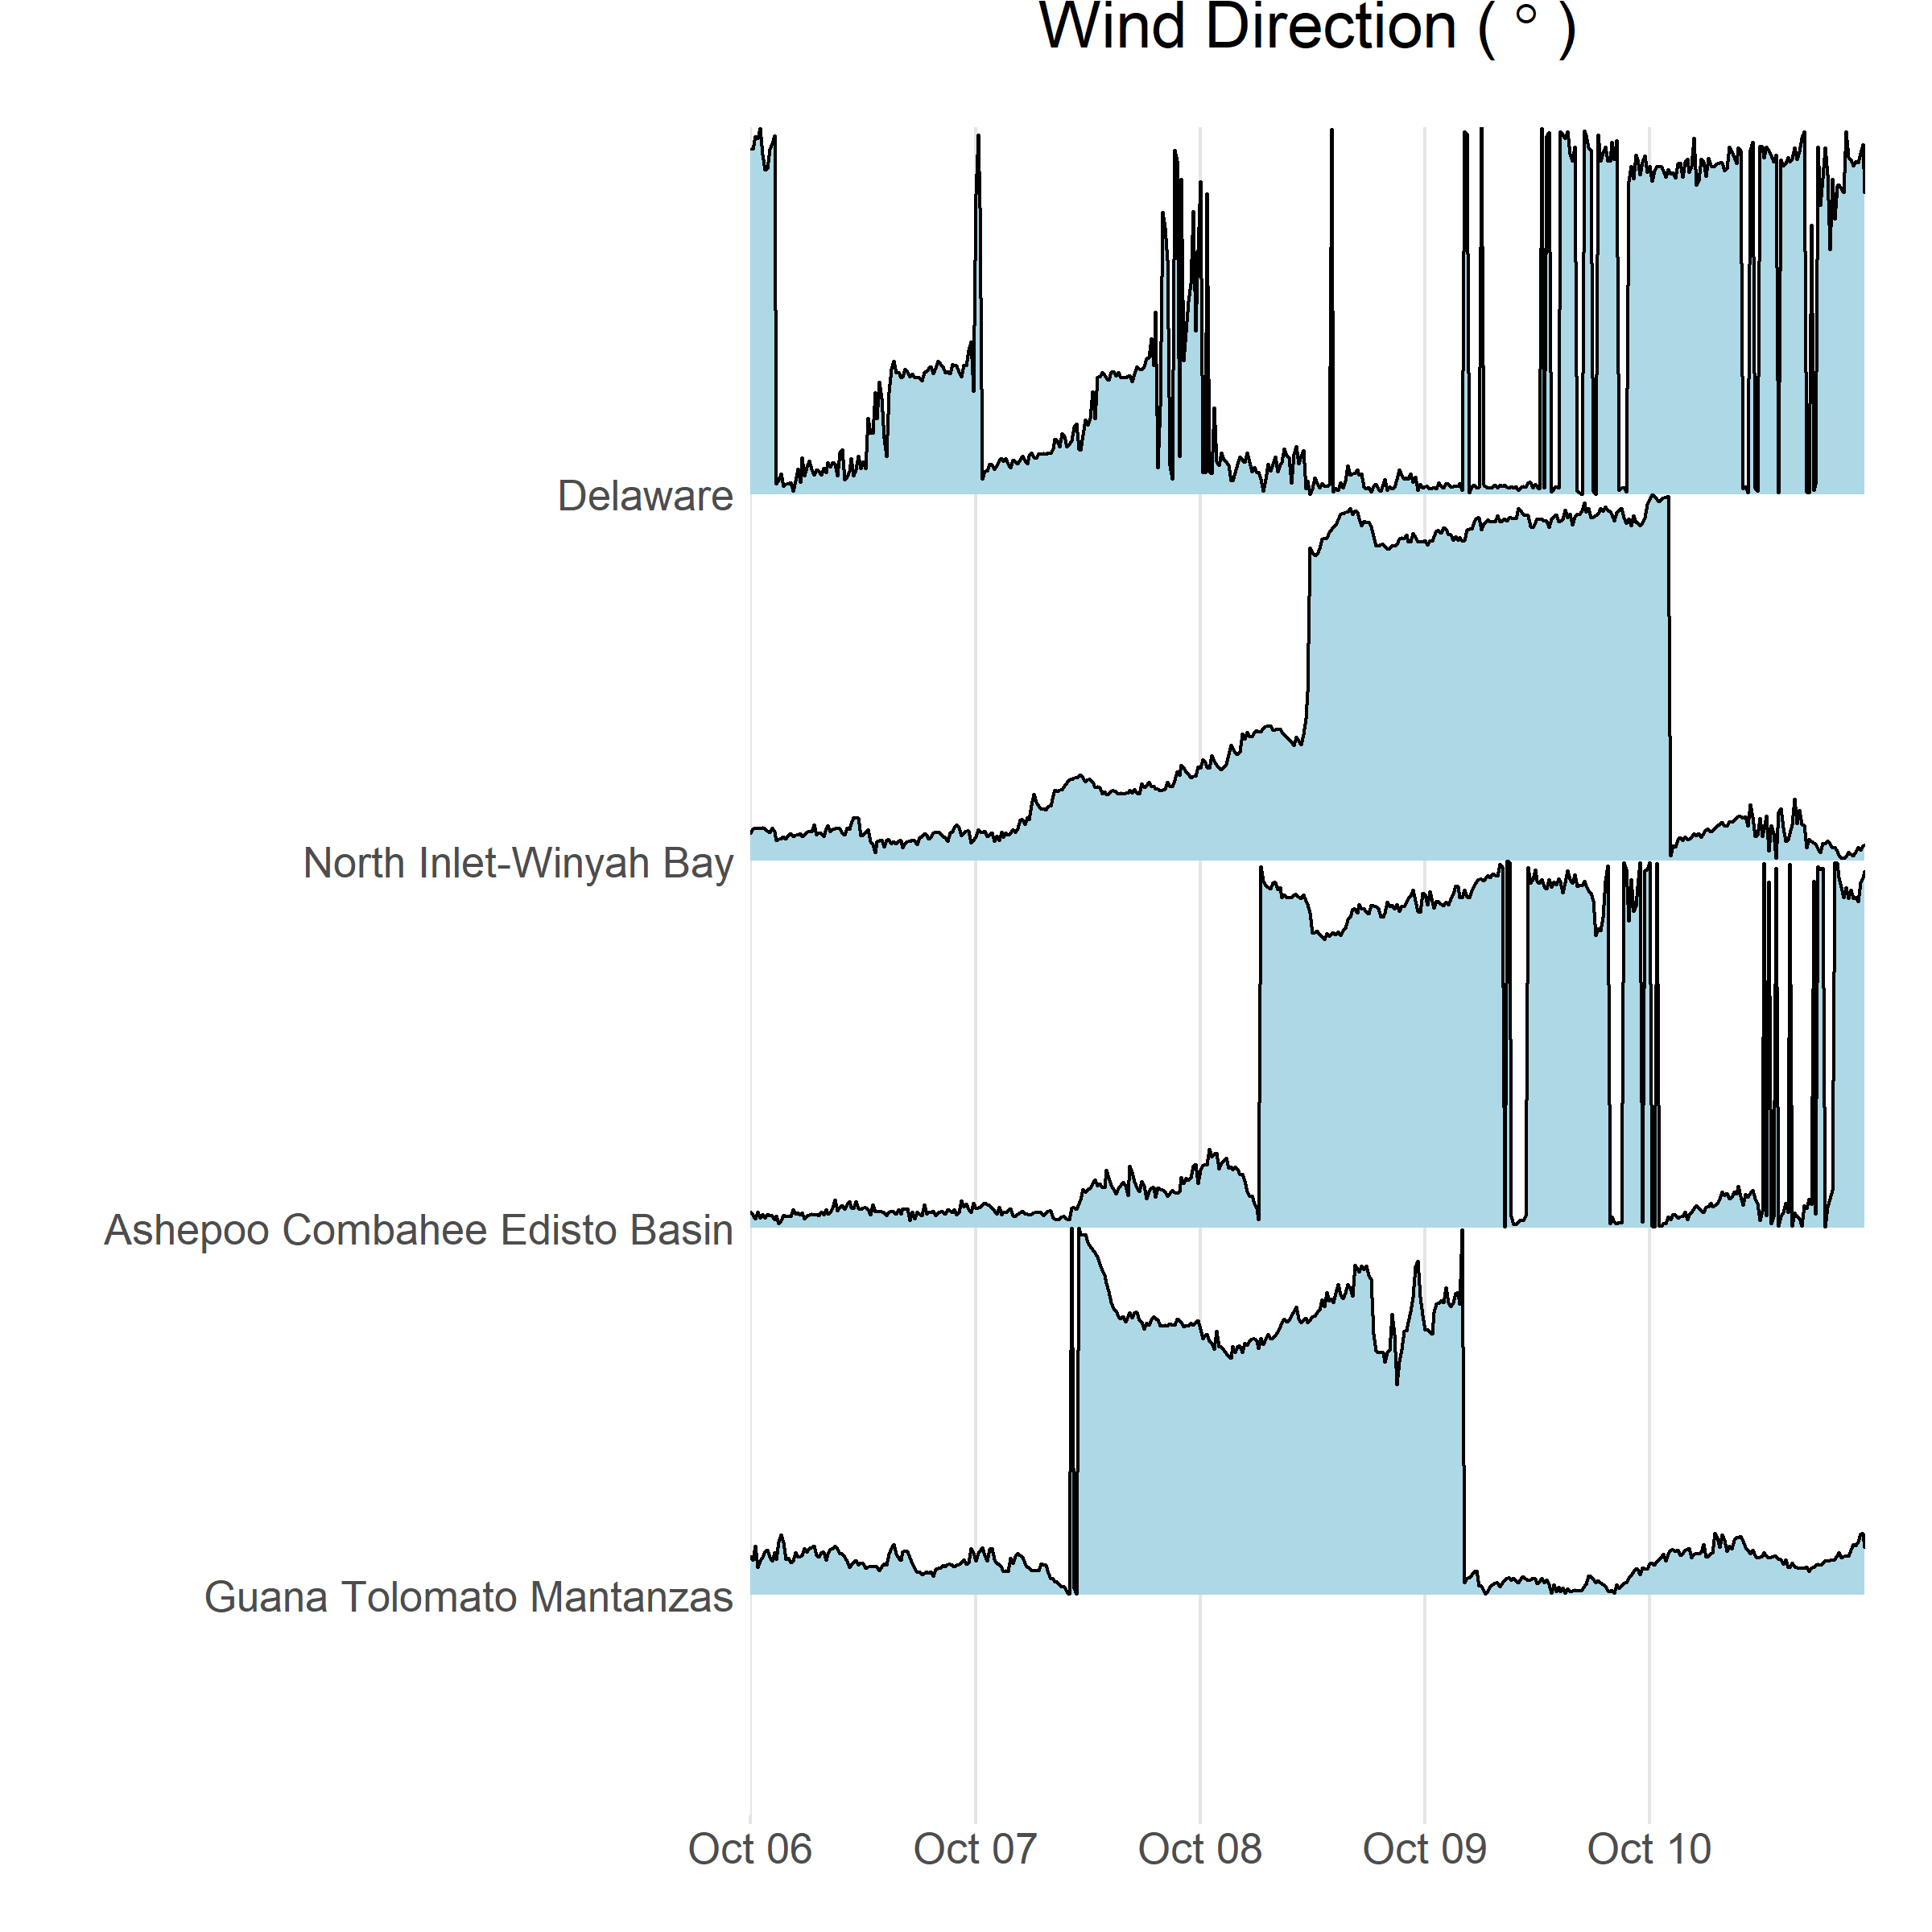 Wind Direction ( ° )
Delaware
North Inlet-Winyah Bay
Ashepoo Combahee Edisto Basin
Guana Tolomato Mantanzas
Oct 06 Oct 07 Oct 08 Oct 09 Oct 10